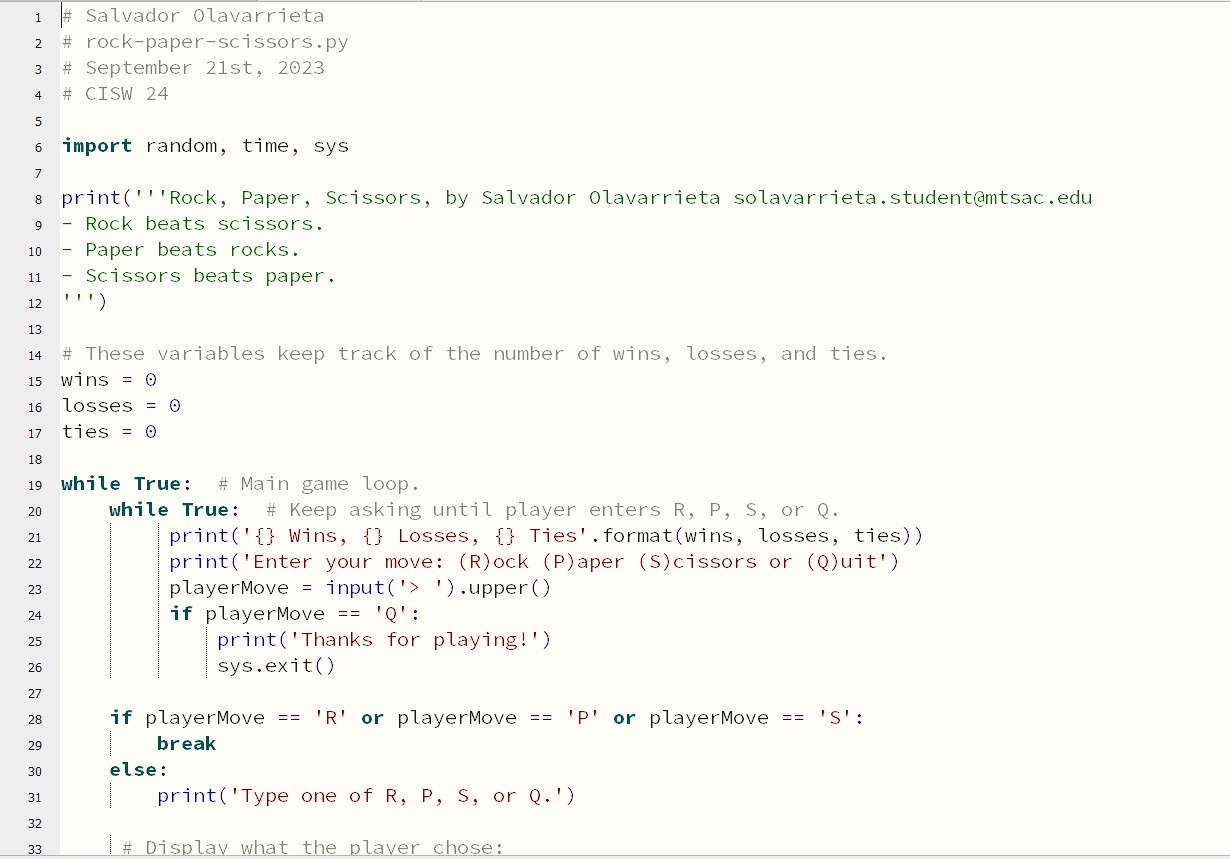 1 # Salvador Olavarrieta
2 # rock-paper-scissors.py
3 # September 21st, 2023
4 # CISW 24
5
6 import random, time, sys
7
8 print('''Rock, Paper, Scissors, by Salvador Olavarrieta solavarrieta.student@mtsac.edu
9 - Rock beats scissors.
10 - Paper beats rocks.
11 - Scissors beats paper.
12 ''')
13
14 # These variables keep track of the number of wins, losses, and ties.
15 wins = 0
16 losses = 0
17 ties = 0
18
19 while True:  # Main game loop.
20     while True:  # Keep asking until player enters R, P, S, or Q.
21          print('{} Wins, {} Losses, {} Ties'.format(wins, losses, ties))
22          print('Enter your move: (R)ock (P)aper (S)cissors or (Q)uit')
23          playerMove = input('> ').upper()
24          if playerMove == 'Q':
25              print('Thanks for playing!')
26              sys.exit()
27
28     if playerMove == 'R' or playerMove == 'P' or playerMove == 'S':
29         break
30     else:
31         print('Type one of R, P, S, or Q.')
32
33      # Display what the player chose: